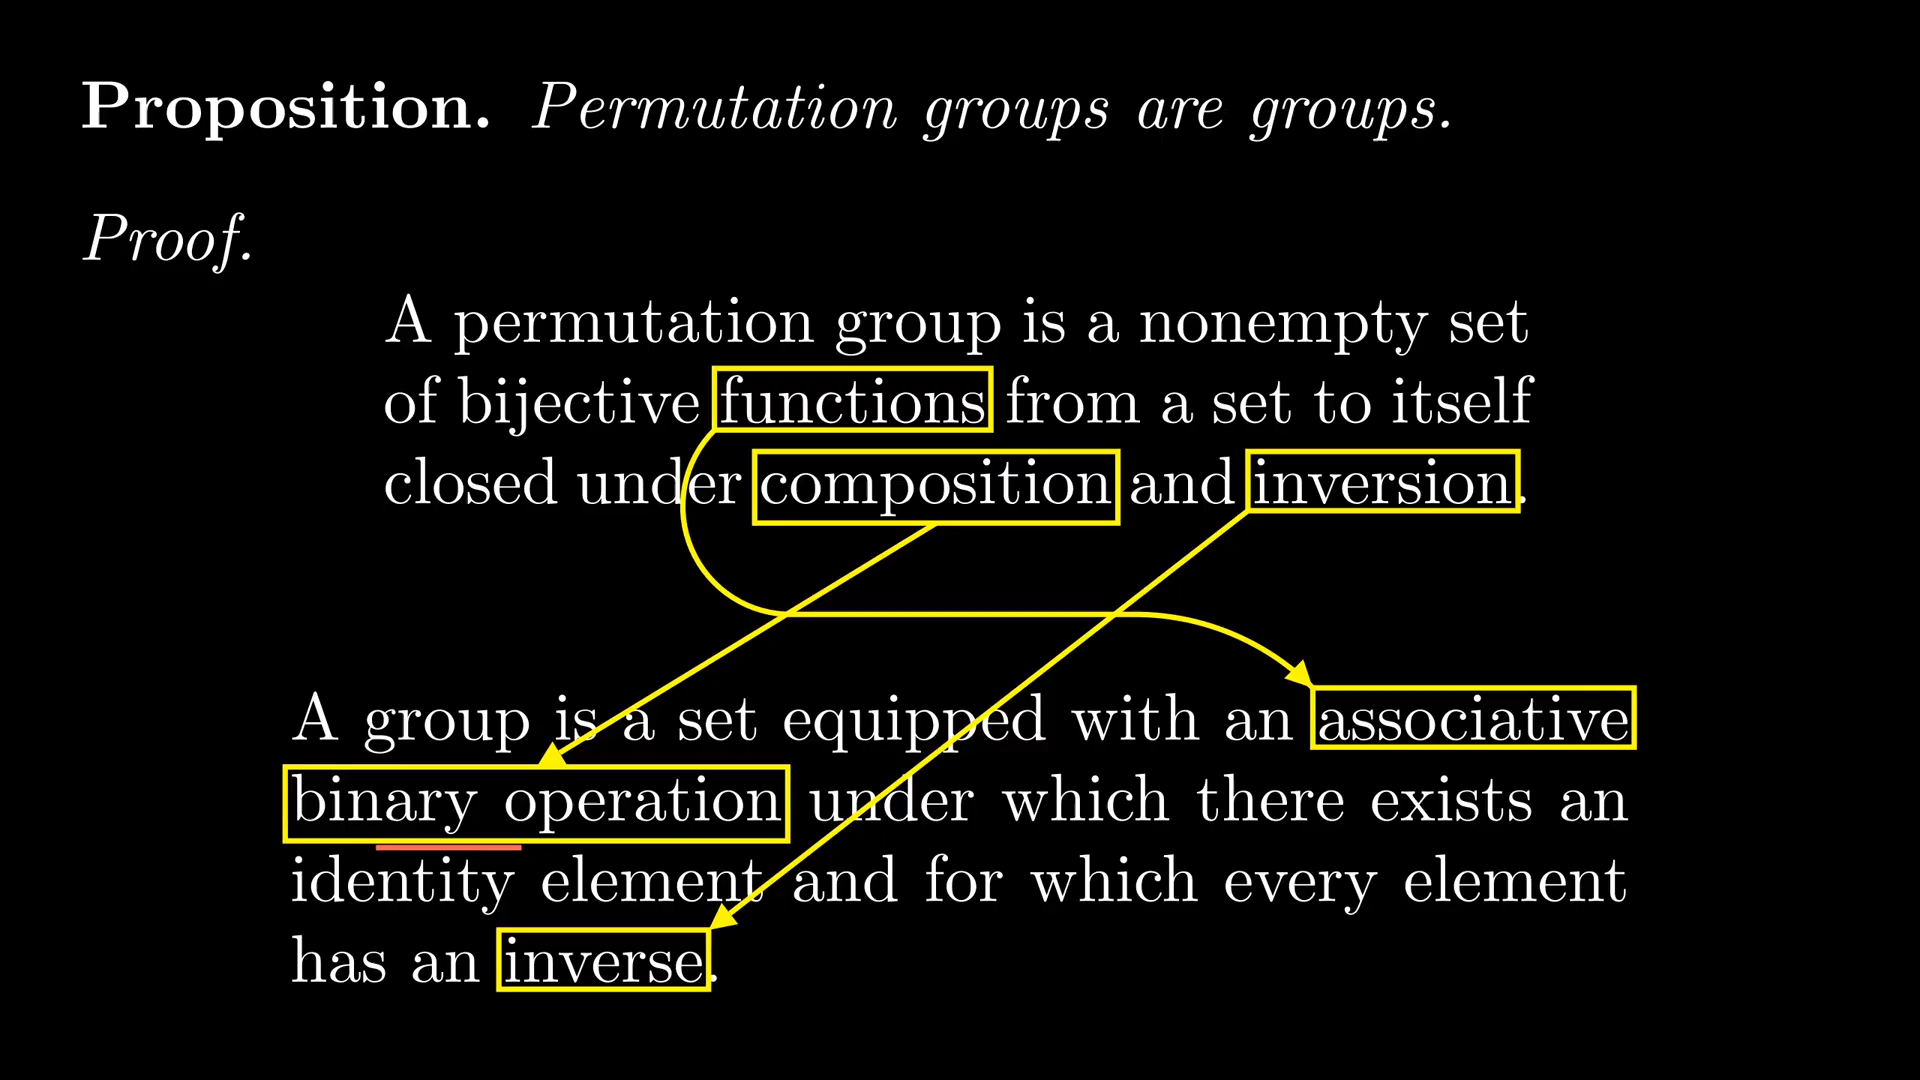 Proposition. Permutation groups are groups.
Proof.
A permutation group is a nonempty set
of bijective functions from a set to itself
closed under composition and inversion.
A group is a set equipped with an associative
binary operation under which there exists an
identity element and for which every element
has an inverse.